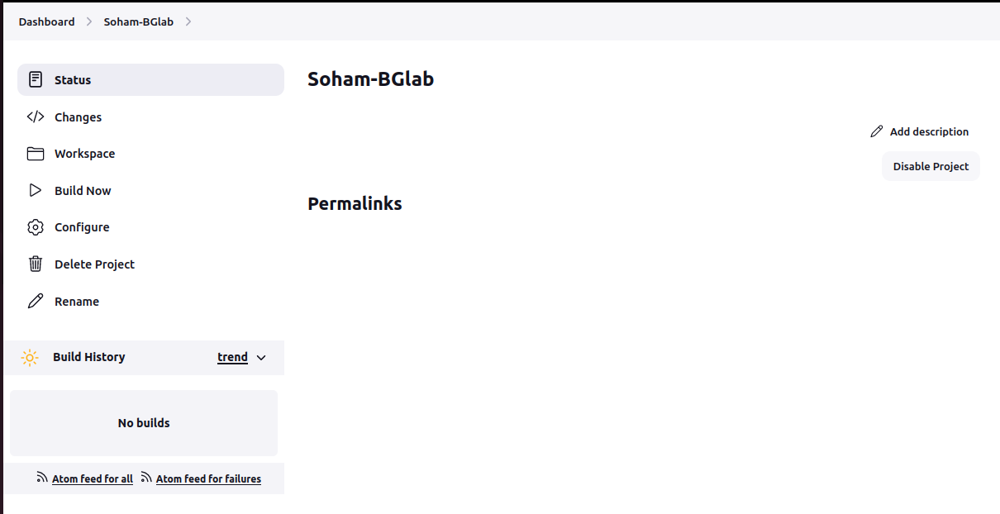 Dashboard
Soham-BGlab
Status
Changes
Workspace
Build Now
Configure
Delete Project
Rename
Build History
trend
No builds
Atom feed for all
Atom feed for failures
Soham-BGlab
Add description
Disable Project
Permalinks